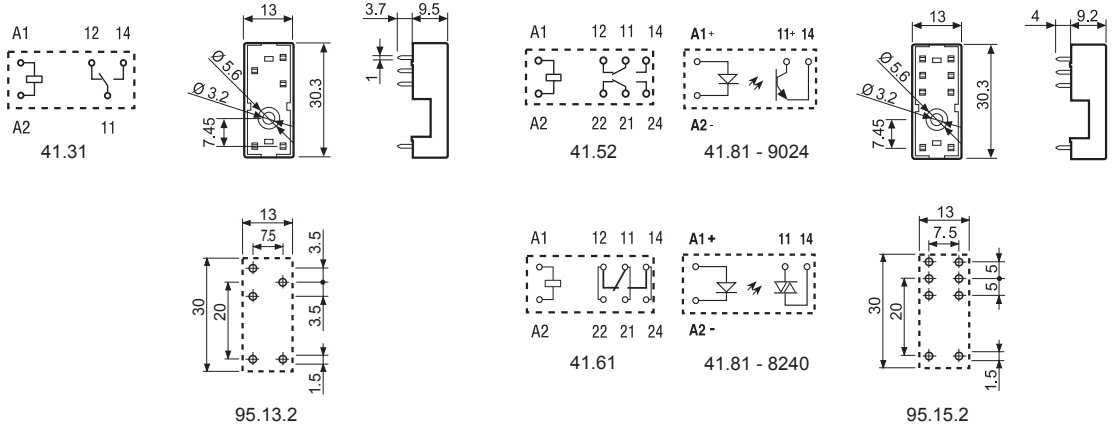 A1 12 14
A2 11
41.31
13
Ø 5.6
Ø 3.2
7.45
30.3
3.7 9.5
1
A1 12 11 14
A2 22 21 24
41.52
A1+ 11+ 14
A2-
41.81 - 9024
13
Ø 5.6
Ø 3.2
7.45
30.3
4 9.2
13
7.5
3.5
30
20
3.5
1.5
95.13.2
A1 12 11 14
A2 22 21 24
41.61
A1+ 11 14
A2 -
41.81 - 8240
13
7.5
5
5
30
20
1.5
95.15.2